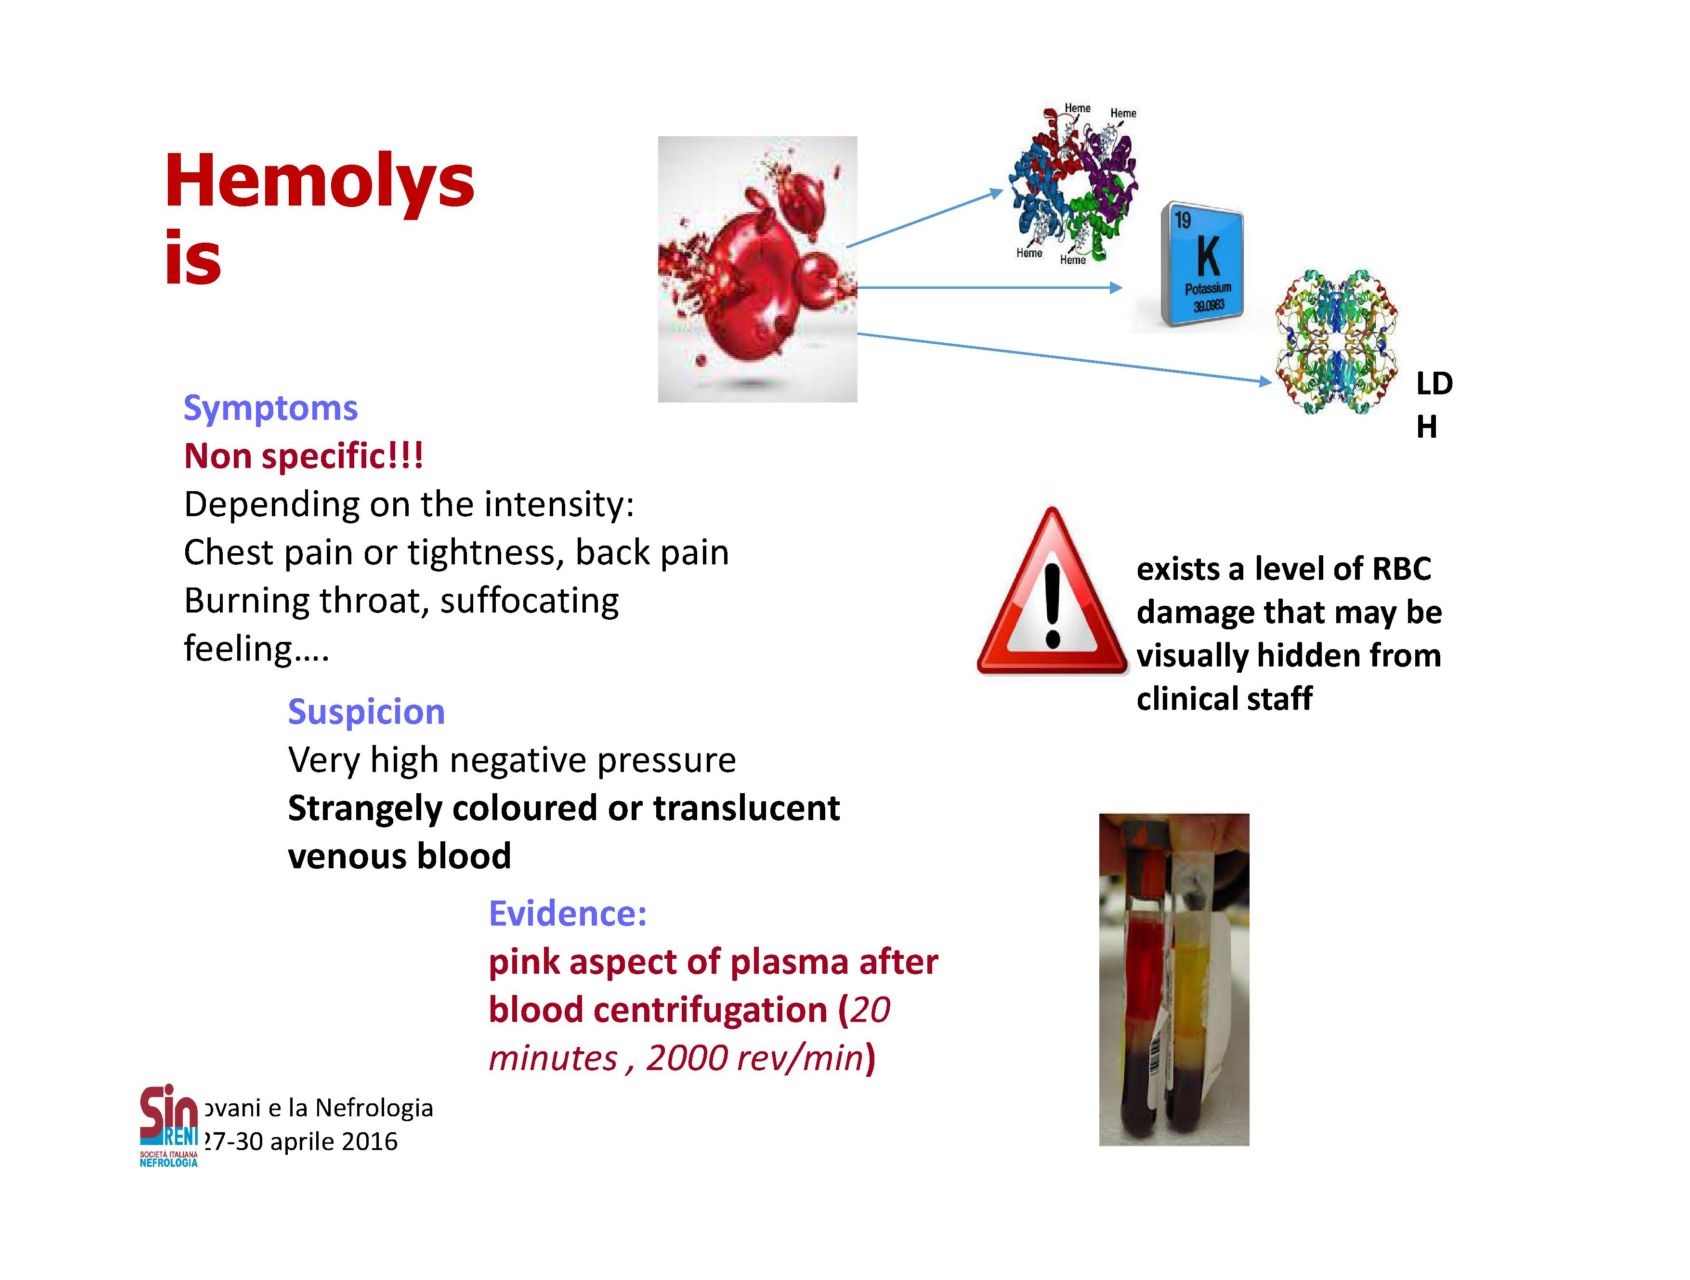 Hemolys
is
Heme
Heme
Heme
Heme
19
K
Potassium
39.0983
LD
H
Symptoms
Non specific!!!
Depending on the intensity:
Chest pain or tightness, back pain
Burning throat, suffocating
feeling....
exists a level of RBC
damage that may be
visually hidden from
clinical staff
Suspicion
Very high negative pressure
Strangely coloured or translucent
venous blood
Evidence:
pink aspect of plasma after
blood centrifugation (20
minutes , 2000 rev/min)
Sin
RENI
SOCIETÀ ITALIANA
NEFROLOGIA
ovani e la Nefrologia
27-30 aprile 2016